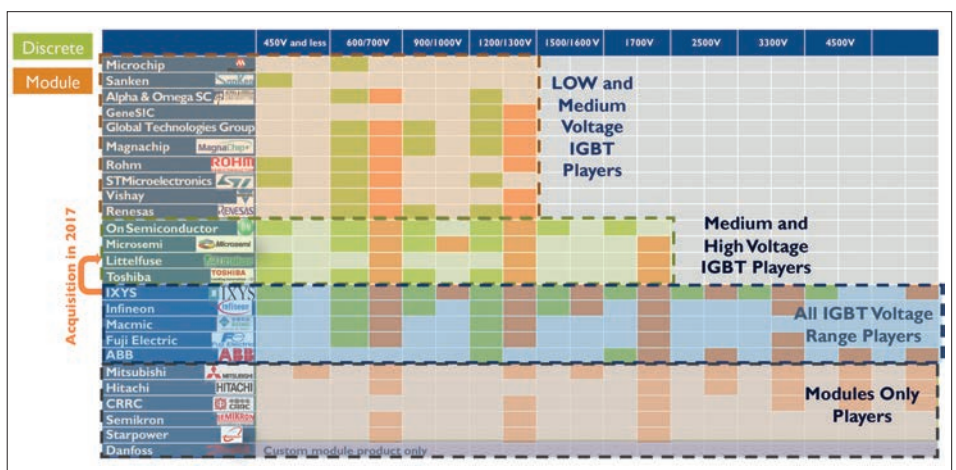 Discrete
Module
450V and less 600/700V 900/1000V 1200/1300V 1500/1600V 1700V 2500V 3300V 4500V
Microchip
Sanken
Alpha & Omega SC
GeneSIC
Global Technologies Group
Magnachip MagnaChip
Rohm ROHM
STMicroelectronics ST
Vishay
Renesas RENESAS
On Semiconductor ON
Microsemi Microsemi
Littelfuse
Toshiba TOSHIBA
IXYS IXYS
Infineon infineon
Macmic
Fuji Electric
ABB ABB
Mitsubishi MITSUBISHI
Hitachi HITACHI
CRRC CRRC
Semikron SEMIKRON
Starpower
Danfoss
Custom module product only
LOW and
Medium
Voltage
IGBT
Players
Medium and
High Voltage
IGBT Players
All IGBT Voltage
Range Players
Modules Only
Players
Acquisition in 2017